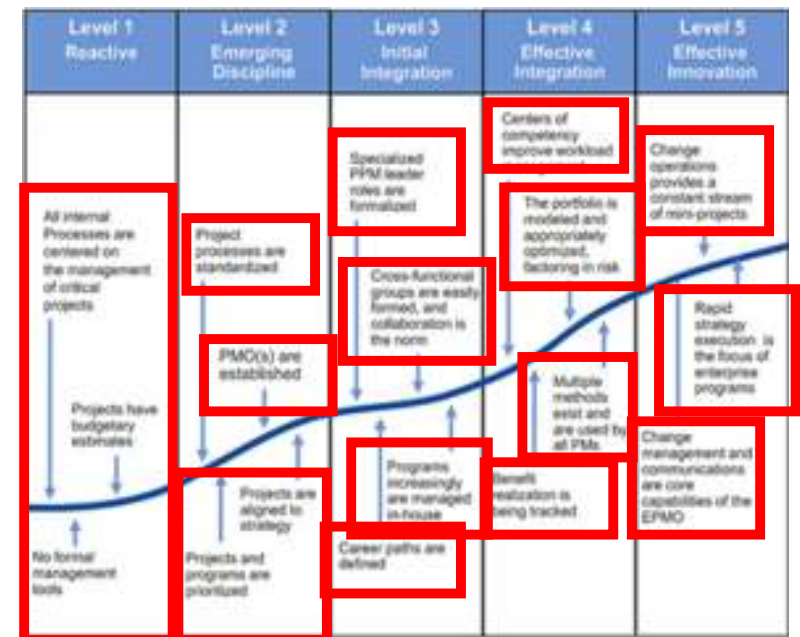 Level 1
Reactive
Level 2
Emerging
Discipline
Level 3
Initial
Integration
Level 4
Effective
Integration
Level 5
Effective
Innovation
All internal
Processes are
centered on
the management
of critical
projects
Projects have
budgetary
estimates
No formal
management
tools
Project
processes are
standardized
PMO(s) are
established
Projects are
aligned to
strategy
Projects and
programs are
prioritized
Specialized
PPM leader
roles are
formalized
Cross-functional
groups are easily
formed, and
collaboration is
the norm
Programs
increasingly
are managed
in-house
Career paths are
defined
Centers of
competency
improve workload
The portfolio is
modeled and
appropriately
optimized,
factoring in risk
Multiple
methods
exist and
are used by
all PMs
Benefit
realization is
being tracked
Change
operations
provides a
constant stream
of mini-projects
Rapid
strategy
execution is
the focus of
enterprise
programs
Change
management and
communications
are core
capabilities of the
EPMO